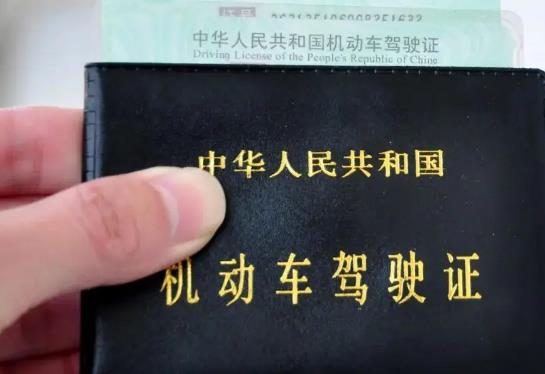 中华人民共和国机动车驾驶证
Driving License of the People's Republic of China
中华人民共和国
机动车驾驶证